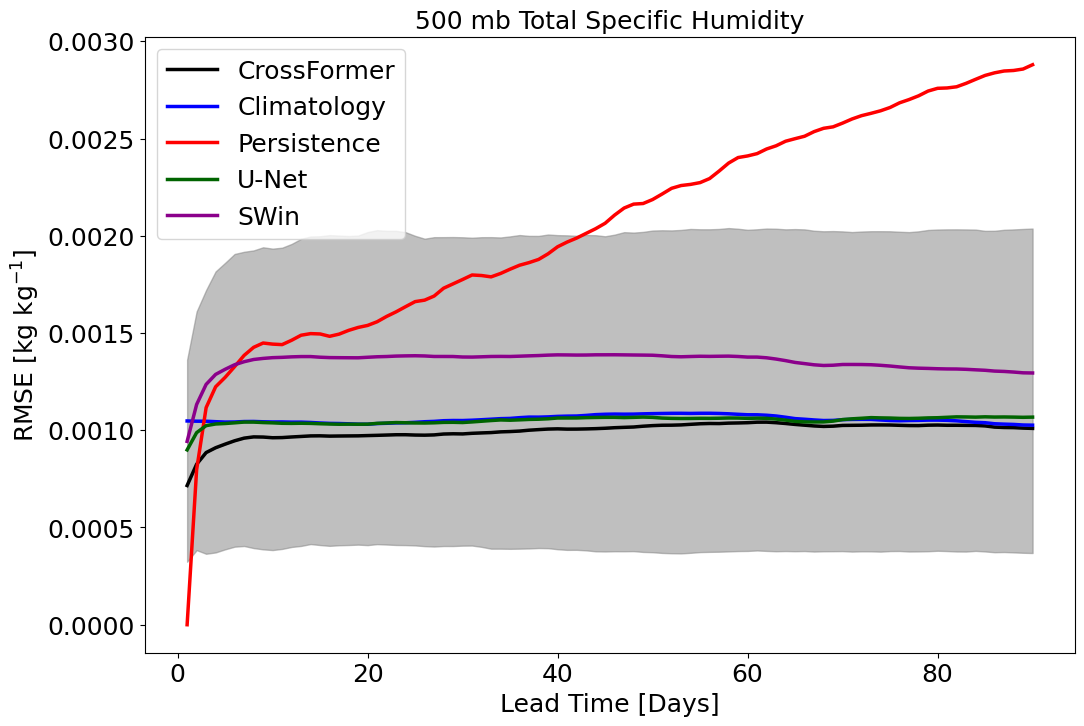 500 mb Total Specific Humidity
0.0030
0.0025
0.0020
0.0015
0.0010
0.0005
0.0000
RMSE [kg kg⁻¹]
CrossFormer
Climatology
Persistence
U-Net
SWin
0 20 40 60 80
Lead Time [Days]